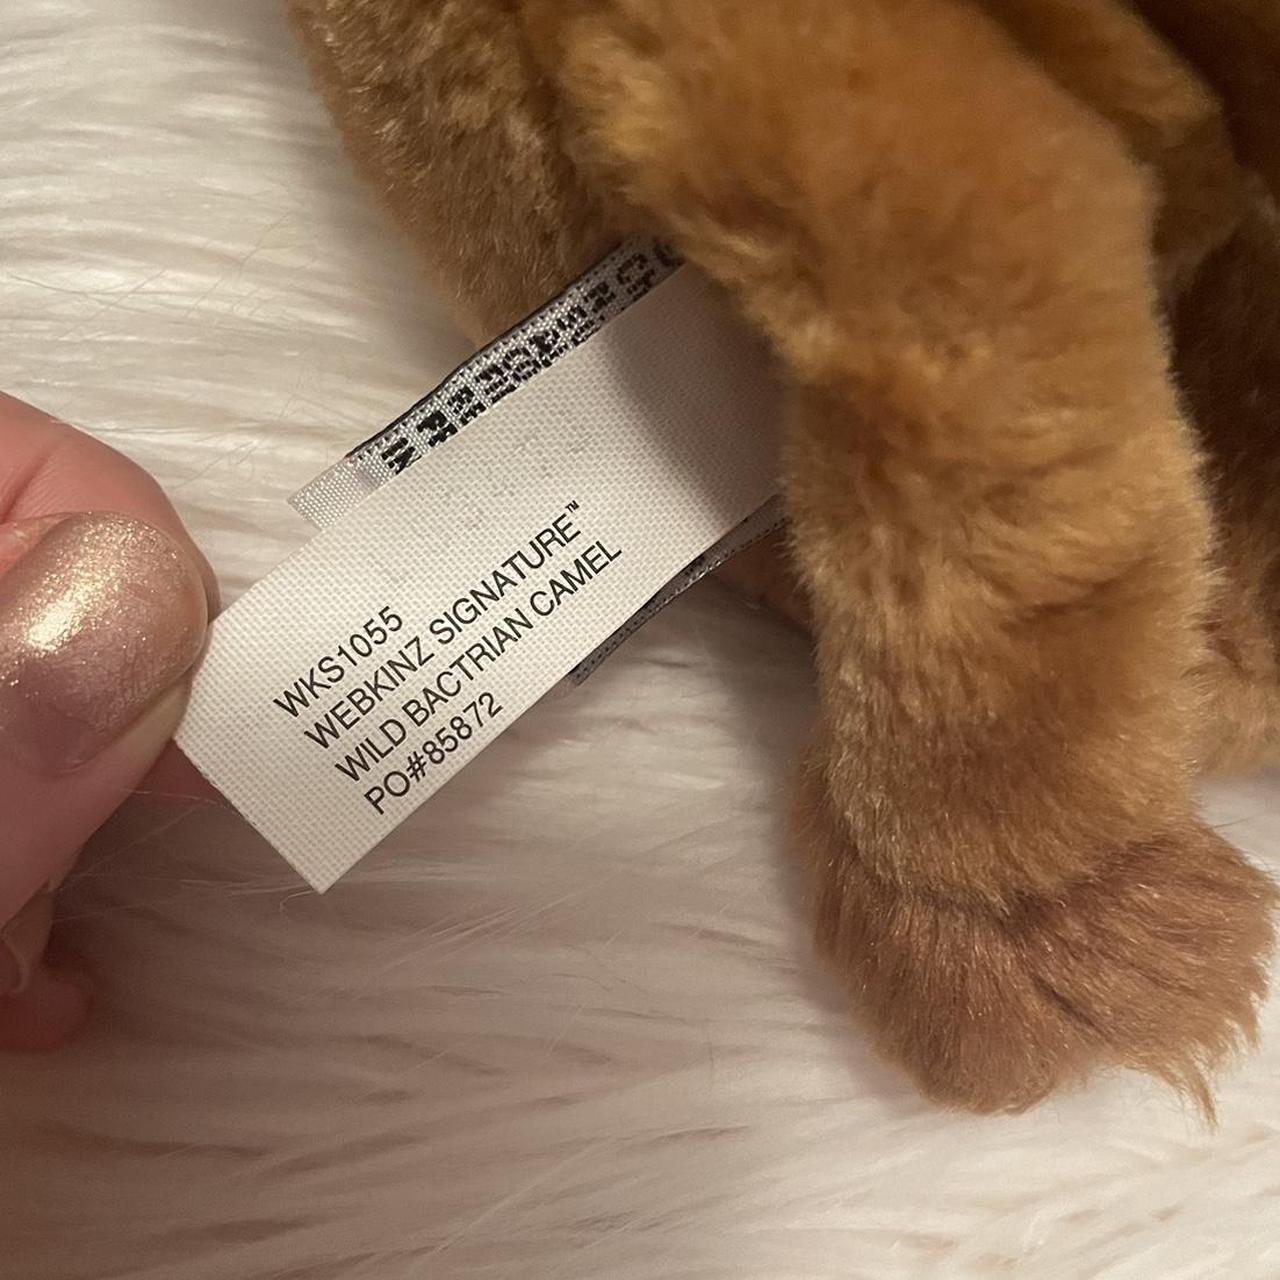 WKS1055
WEBKINZ SIGNATURE™
WILD BACTRIAN CAMEL
PO#85872